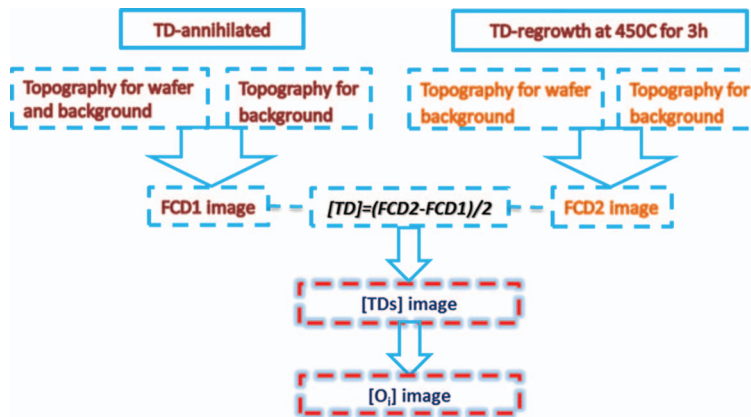 TD-annihilated
TD-regrowth at 450C for 3h
Topography for wafer
and background
Topography for
background
Topography for wafer
background
Topography for
background
FCD1 image
[TD]=(FCD2-FCD1)/2
FCD2 image
[TDs] image
[Oi] image